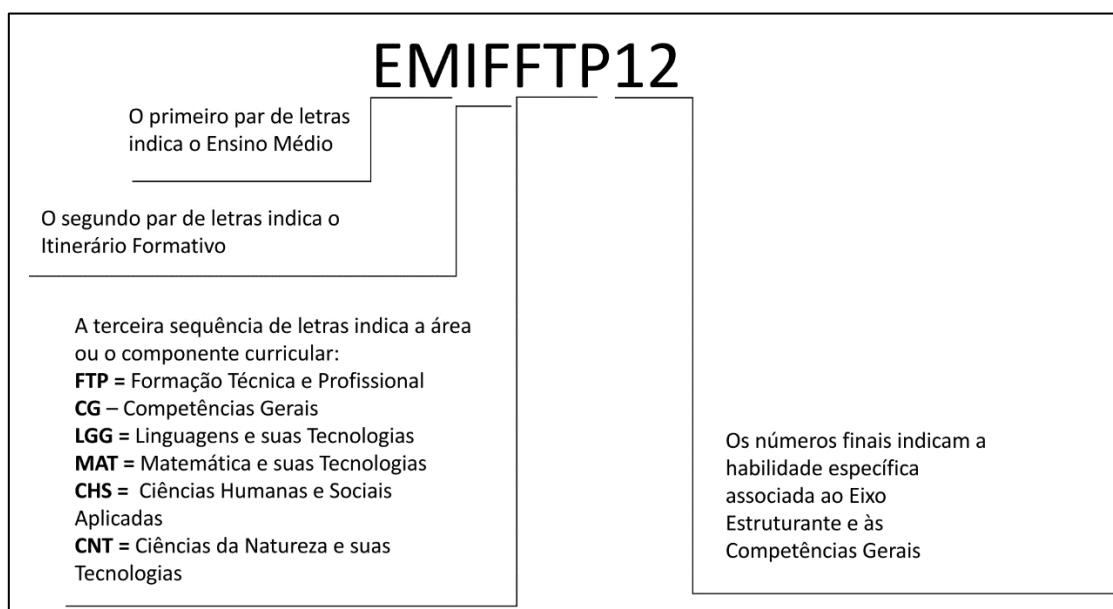 EMIFFTP12
O primeiro par de letras
indica o Ensino Médio
O segundo par de letras indica o
Itinerário Formativo
A terceira sequência de letras indica a área
ou o componente curricular:
FTP = Formação Técnica e Profissional
CG – Competências Gerais
LGG = Linguagens e suas Tecnologias
MAT = Matemática e suas Tecnologias
CHS = Ciências Humanas e Sociais
Aplicadas
CNT = Ciências da Natureza e suas
Tecnologias
Os números finais indicam a
habilidade específica
associada ao Eixo
Estruturante e às
Competências Gerais